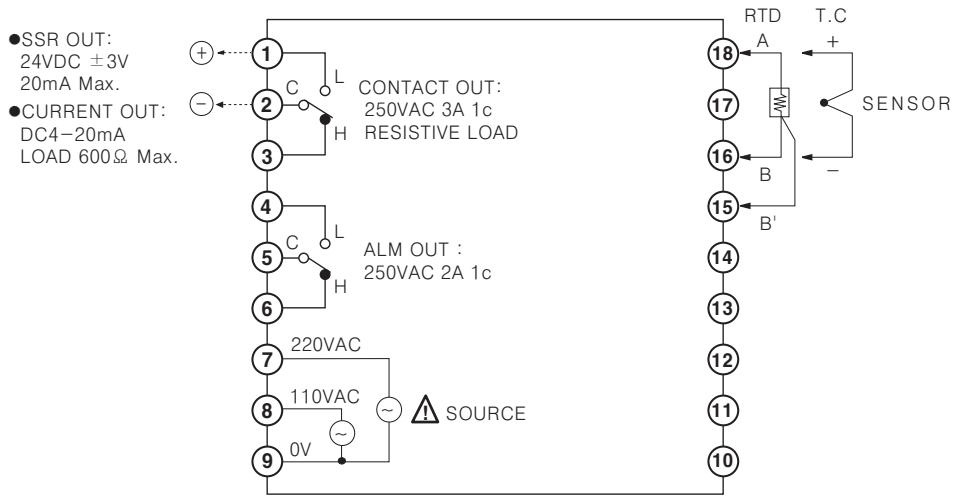 ●SSR OUT:
24VDC ±3V
20mA Max.
●CURRENT OUT:
DC4-20mA
LOAD 600Ω Max.
+
−
1
2
3
4
5
6
7
8
9
L
C
H
CONTACT OUT:
250VAC 3A 1c
RESISTIVE LOAD
L
C
H
ALM OUT :
250VAC 2A 1c
220VAC
110VAC
0V
~
~
! SOURCE
18
17
16
15
14
13
12
11
10
RTD
T.C
A
+
SENSOR
B
−
B'